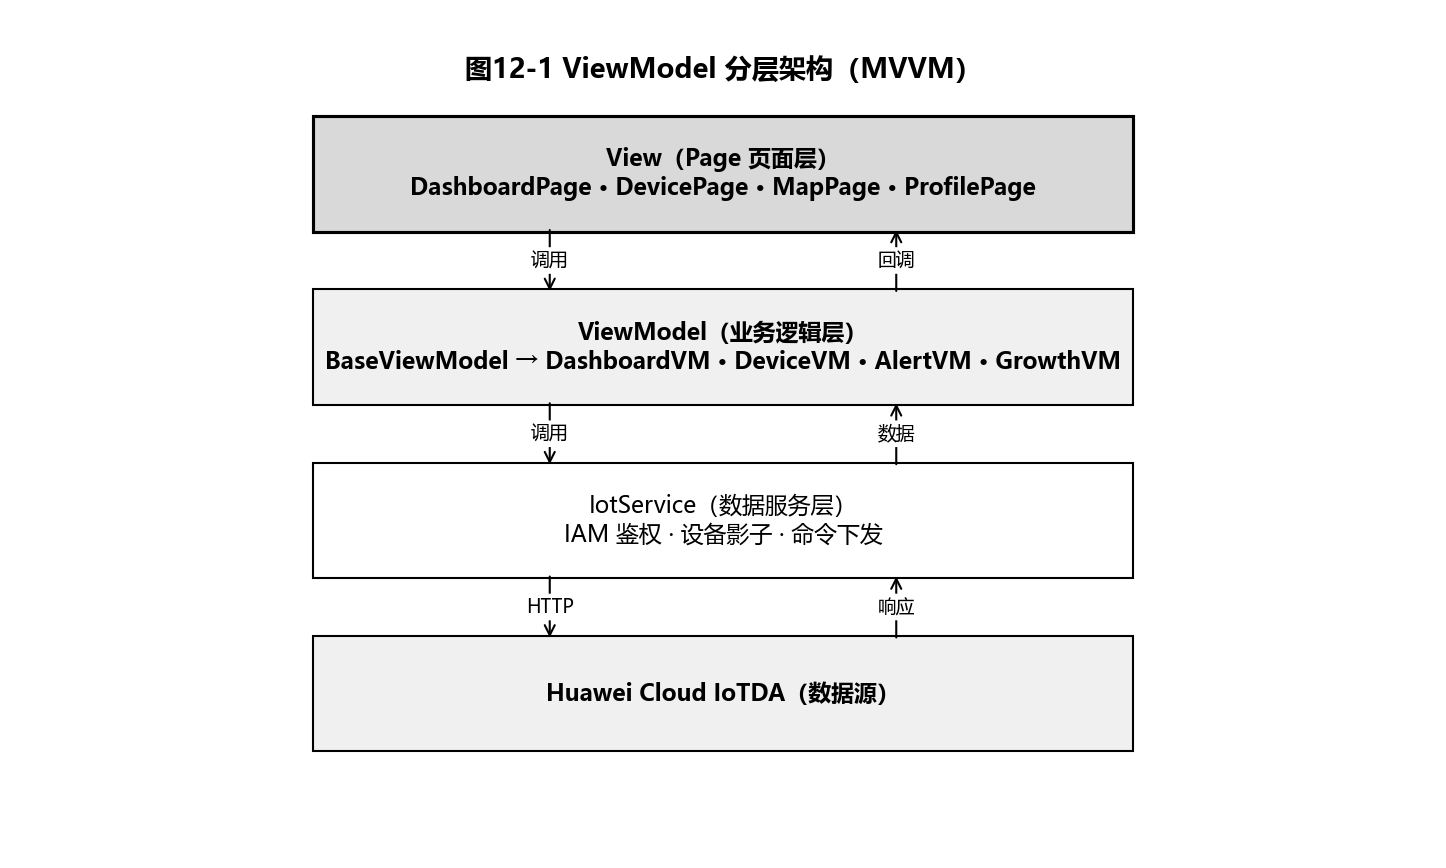 图12-1 ViewModel 分层架构（MVVM）
View（Page 页面层）
DashboardPage • DevicePage • MapPage • ProfilePage
调用
回调
ViewModel（业务逻辑层）
BaseViewModel → DashboardVM • DeviceVM • AlertVM • GrowthVM
调用
数据
IotService（数据服务层）
IAM 鉴权 · 设备影子 · 命令下发
HTTP
响应
Huawei Cloud IoTDA（数据源）